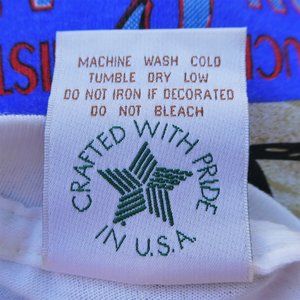 MACHINE WASH COLD
TUMBLE DRY LOW
DO NOT IRON IF DECORATED
DO NOT BLEACH
CRAFTED WITH PRIDE
IN U.S.A.